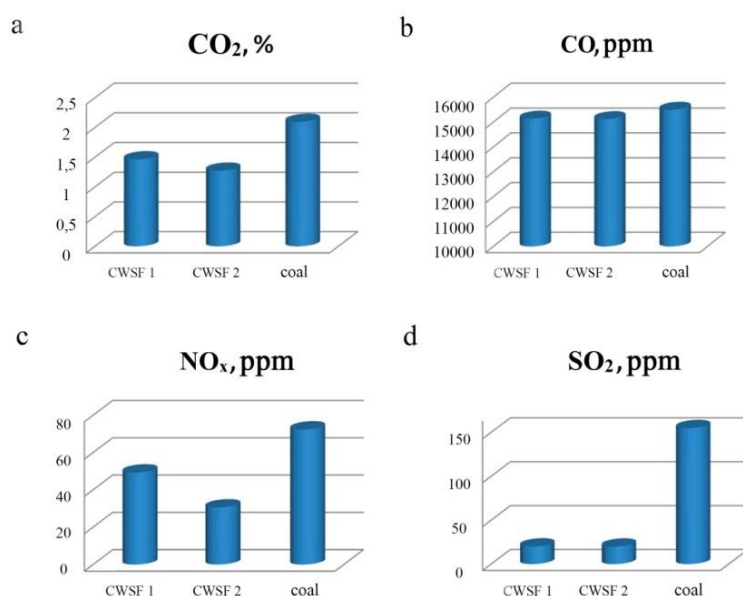 a
CO₂, %
2,5
2
1,5
1
0,5
0
CWSF 1 CWSF 2 coal
b
CO, ppm
16000
15000
14000
13000
12000
11000
10000
CWSF 1 CWSF 2 coal
c
NOₓ, ppm
80
60
40
20
0
CWSF 1 CWSF 2 coal
d
SO₂, ppm
150
100
50
0
CWSF 1 CWSF 2 coal